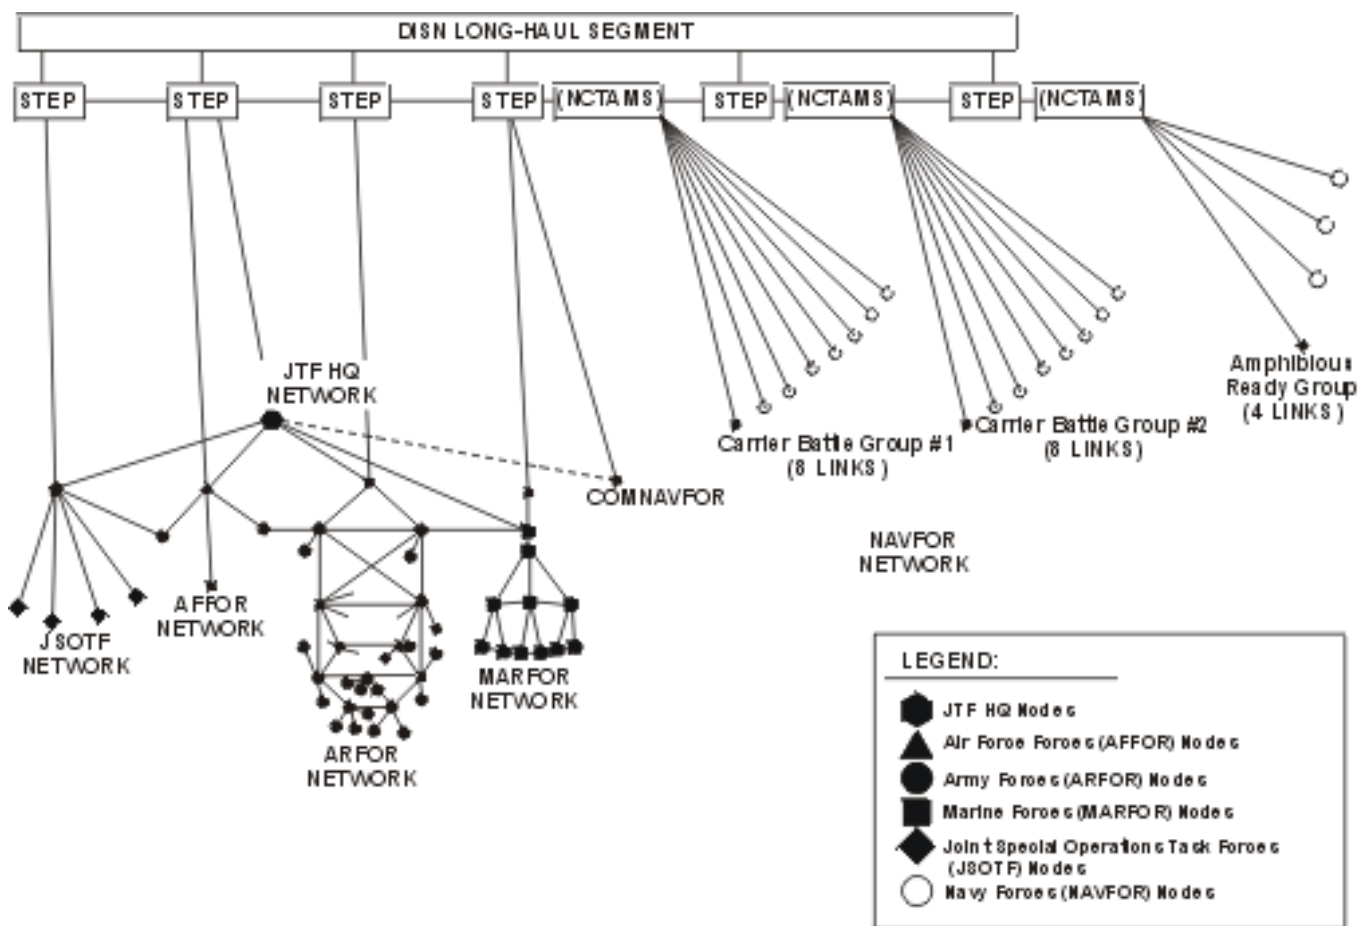 DISN LONG-HAUL SEGMENT
STEP
STEP
STEP
STEP
(NCTAMS)
STEP
(NCTAMS)
STEP
(NCTAMS)
JTF HQ
NETWORK
Amphibious
Ready Group
(4 LINKS)
Carrier Battle Group #1
(8 LINKS)
Carrier Battle Group #2
(8 LINKS)
COMNAVFOR
NAVFOR
NETWORK
AFFOR
NETWORK
JSOTF
NETWORK
MARFOR
NETWORK
ARFOR
NETWORK
LEGEND:
JTF HQ Nodes
Air Force Forces (AFFOR) Nodes
Army Forces (ARFOR) Nodes
Marine Forces (MARFOR) Nodes
Joint Special Operations Task Forces
(JSOTF) Nodes
Navy Forces (NAVFOR) Nodes